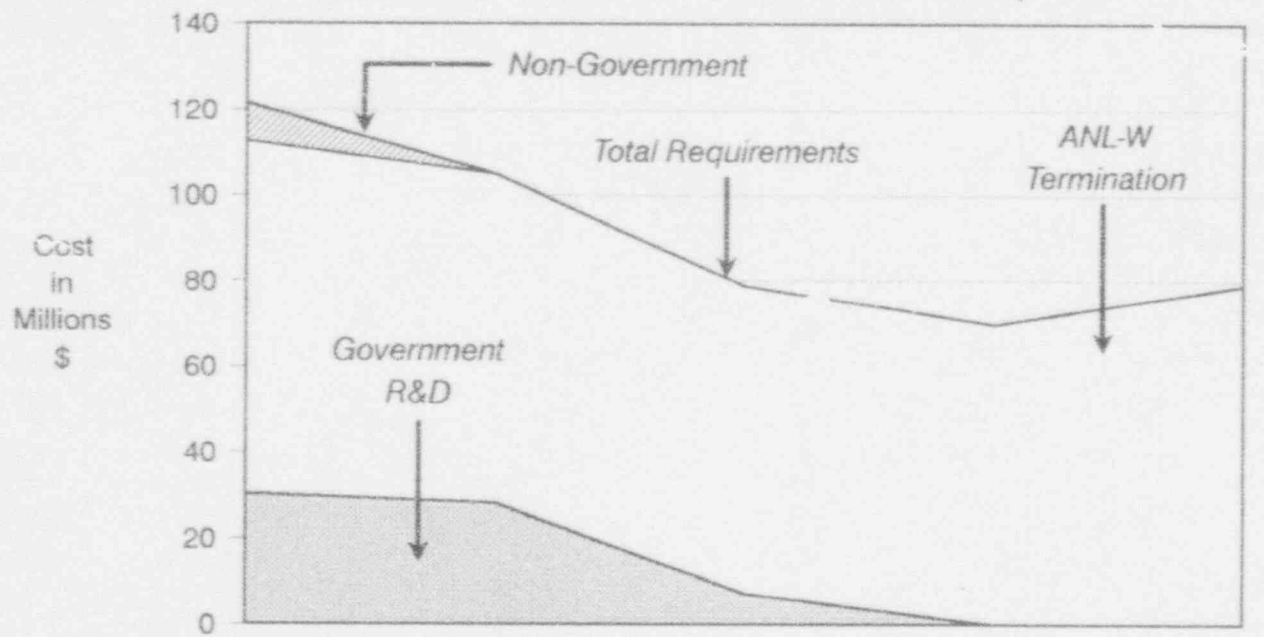 140
Non-Government
120
Total Requirements
ANL-W
Termination
100
Cost
in
Millions
$
80
60
Government
R&D
40
20
0